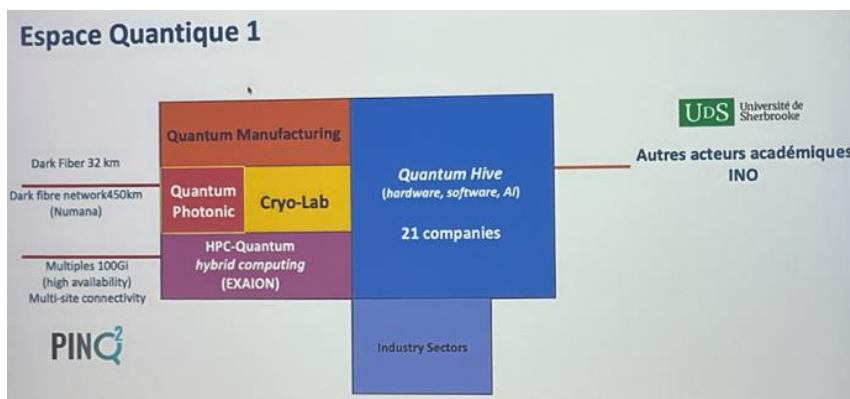 Espace Quantique 1
Quantum Manufacturing
Dark Fiber 32 km
Dark fibre network450km
(Numana)
Quantum
Photonic
Cryo-Lab
HPC-Quantum
hybrid computing
(EXAION)
Multiples 100Gi
(high availability)
Multi-site connectivity
PINQ²
Quantum Hive
(hardware, software, AI)
21 companies
Industry Sectors
UDS Université de
Sherbrooke
Autres acteurs académiques
INO